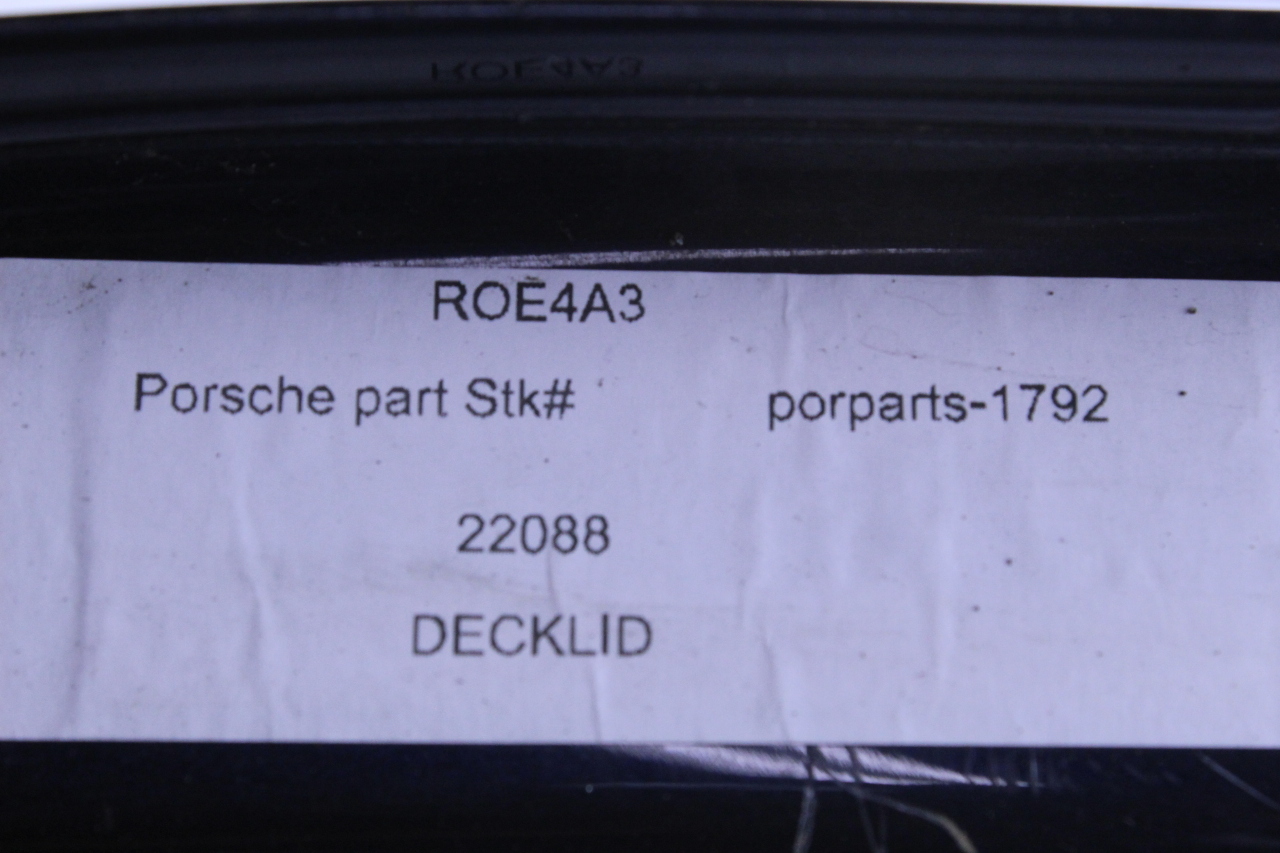 ROE4A3
Porsche part Stk# porparts-1792
22088
DECKLID